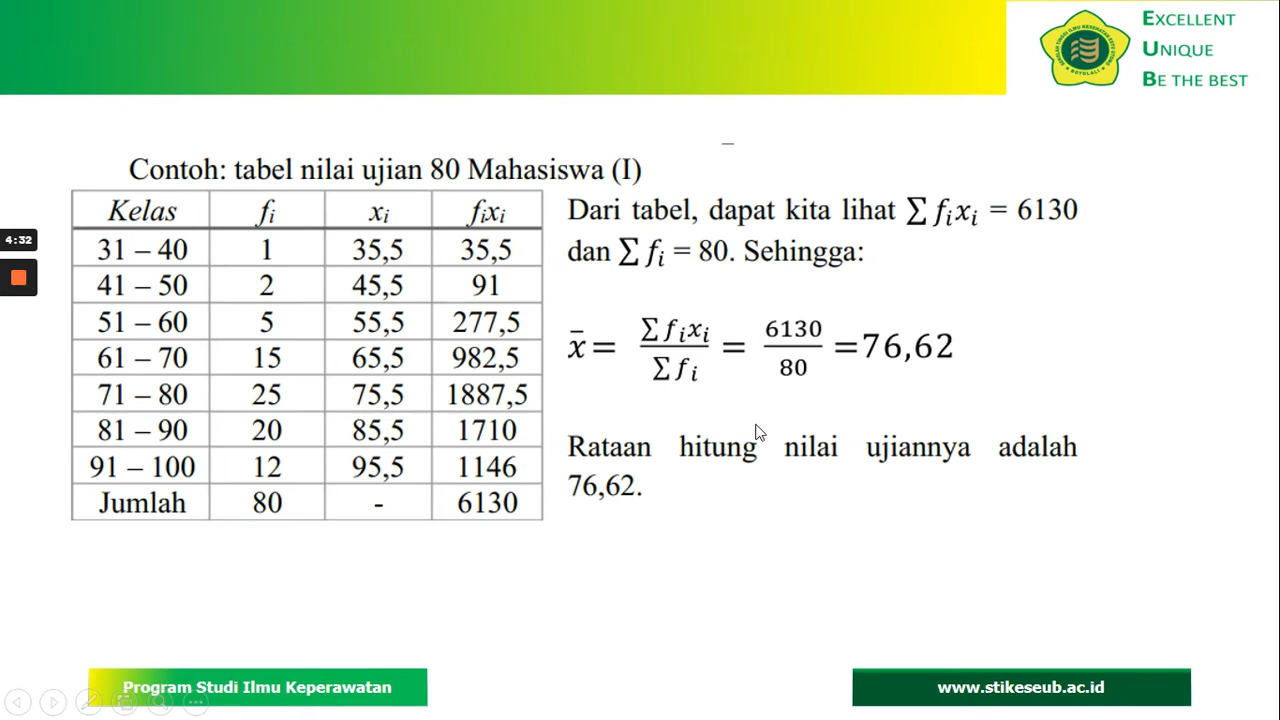 EXCELLENT
UNIQUE
BE THE BEST
BOYOLALI
Contoh: tabel nilai ujian 80 Mahasiswa (I)
Kelas fi xi fixi
31 – 40 1 35,5 35,5
41 – 50 2 45,5 91
51 – 60 5 55,5 277,5
61 – 70 15 65,5 982,5
71 – 80 25 75,5 1887,5
81 – 90 20 85,5 1710
91 – 100 12 95,5 1146
Jumlah 80 - 6130
Dari tabel, dapat kita lihat ∑ fixi = 6130
dan ∑ fi = 80. Sehingga:
x̄ = ∑ fixi / ∑ fi = 6130 / 80 =76,62
Rataan hitung nilai ujiannya adalah
76,62.
4:32
Program Studi Ilmu Keperawatan
www.stikeseub.ac.id